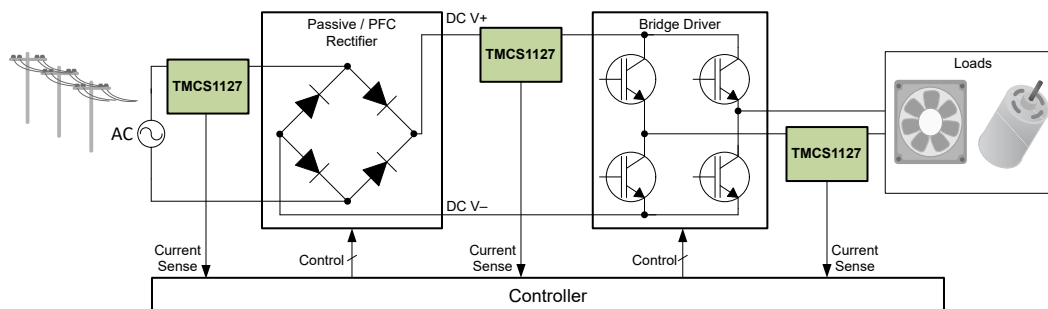 Passive / PFC
Rectifier
DC V+
Bridge Driver
TMCS1127
TMCS1127
Loads
AC
TMCS1127
DC V–
Current
Sense
Control
Current
Sense
Control
Current
Sense
Controller